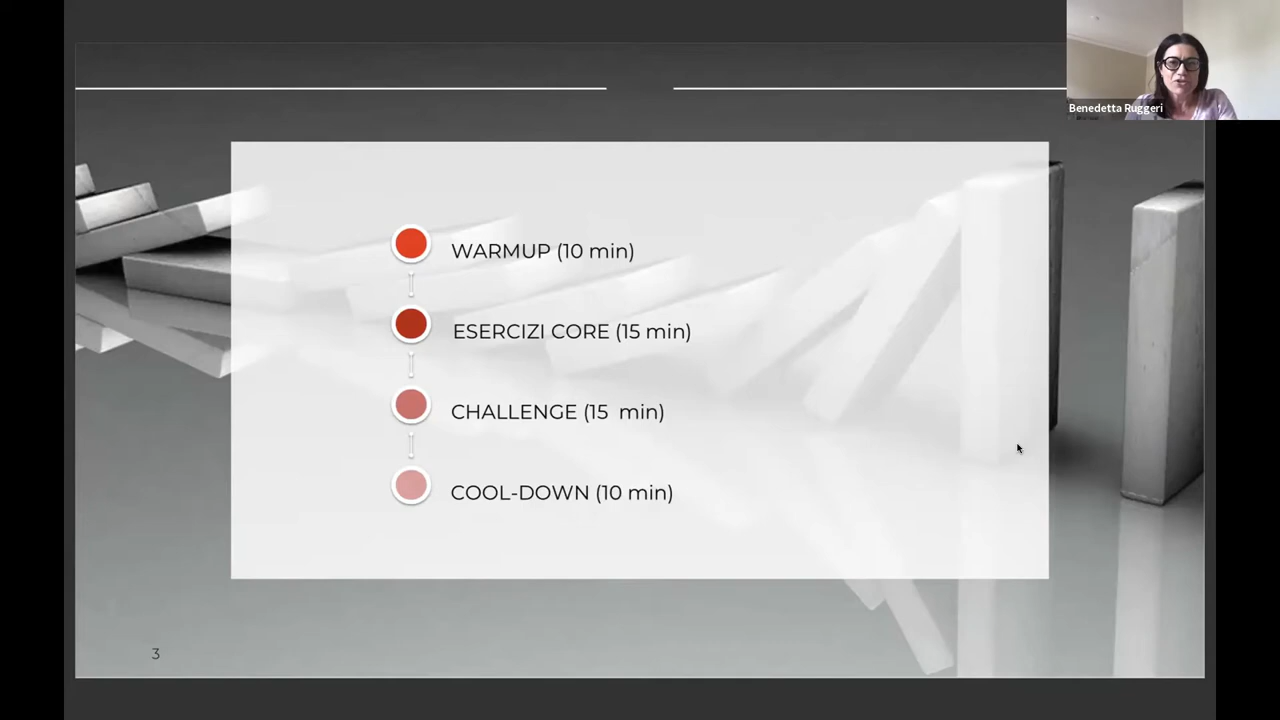 Benedetta Ruggeri
WARMUP (10 min)
ESERCIZI CORE (15 min)
CHALLENGE (15  min)
COOL-DOWN (10 min)
3